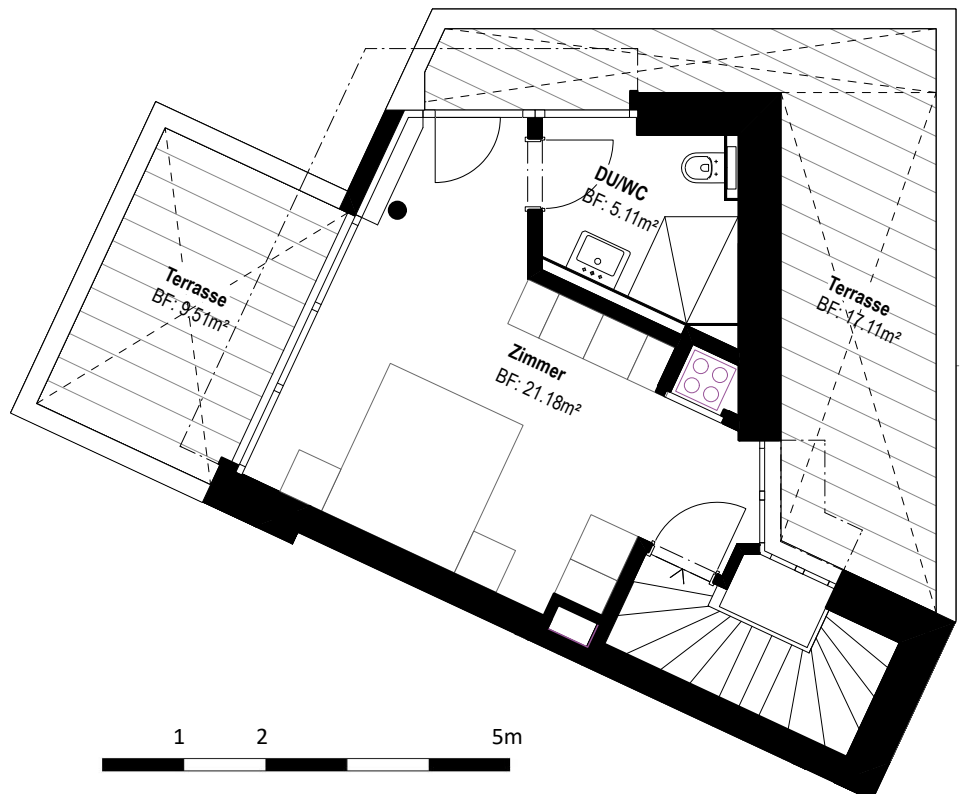 DU/WC
BF: 5.11m²
Terrasse
BF: 9.51m²
Terrasse
BF: 17.11m²
Zimmer
BF: 21.18m²
1 2 5m